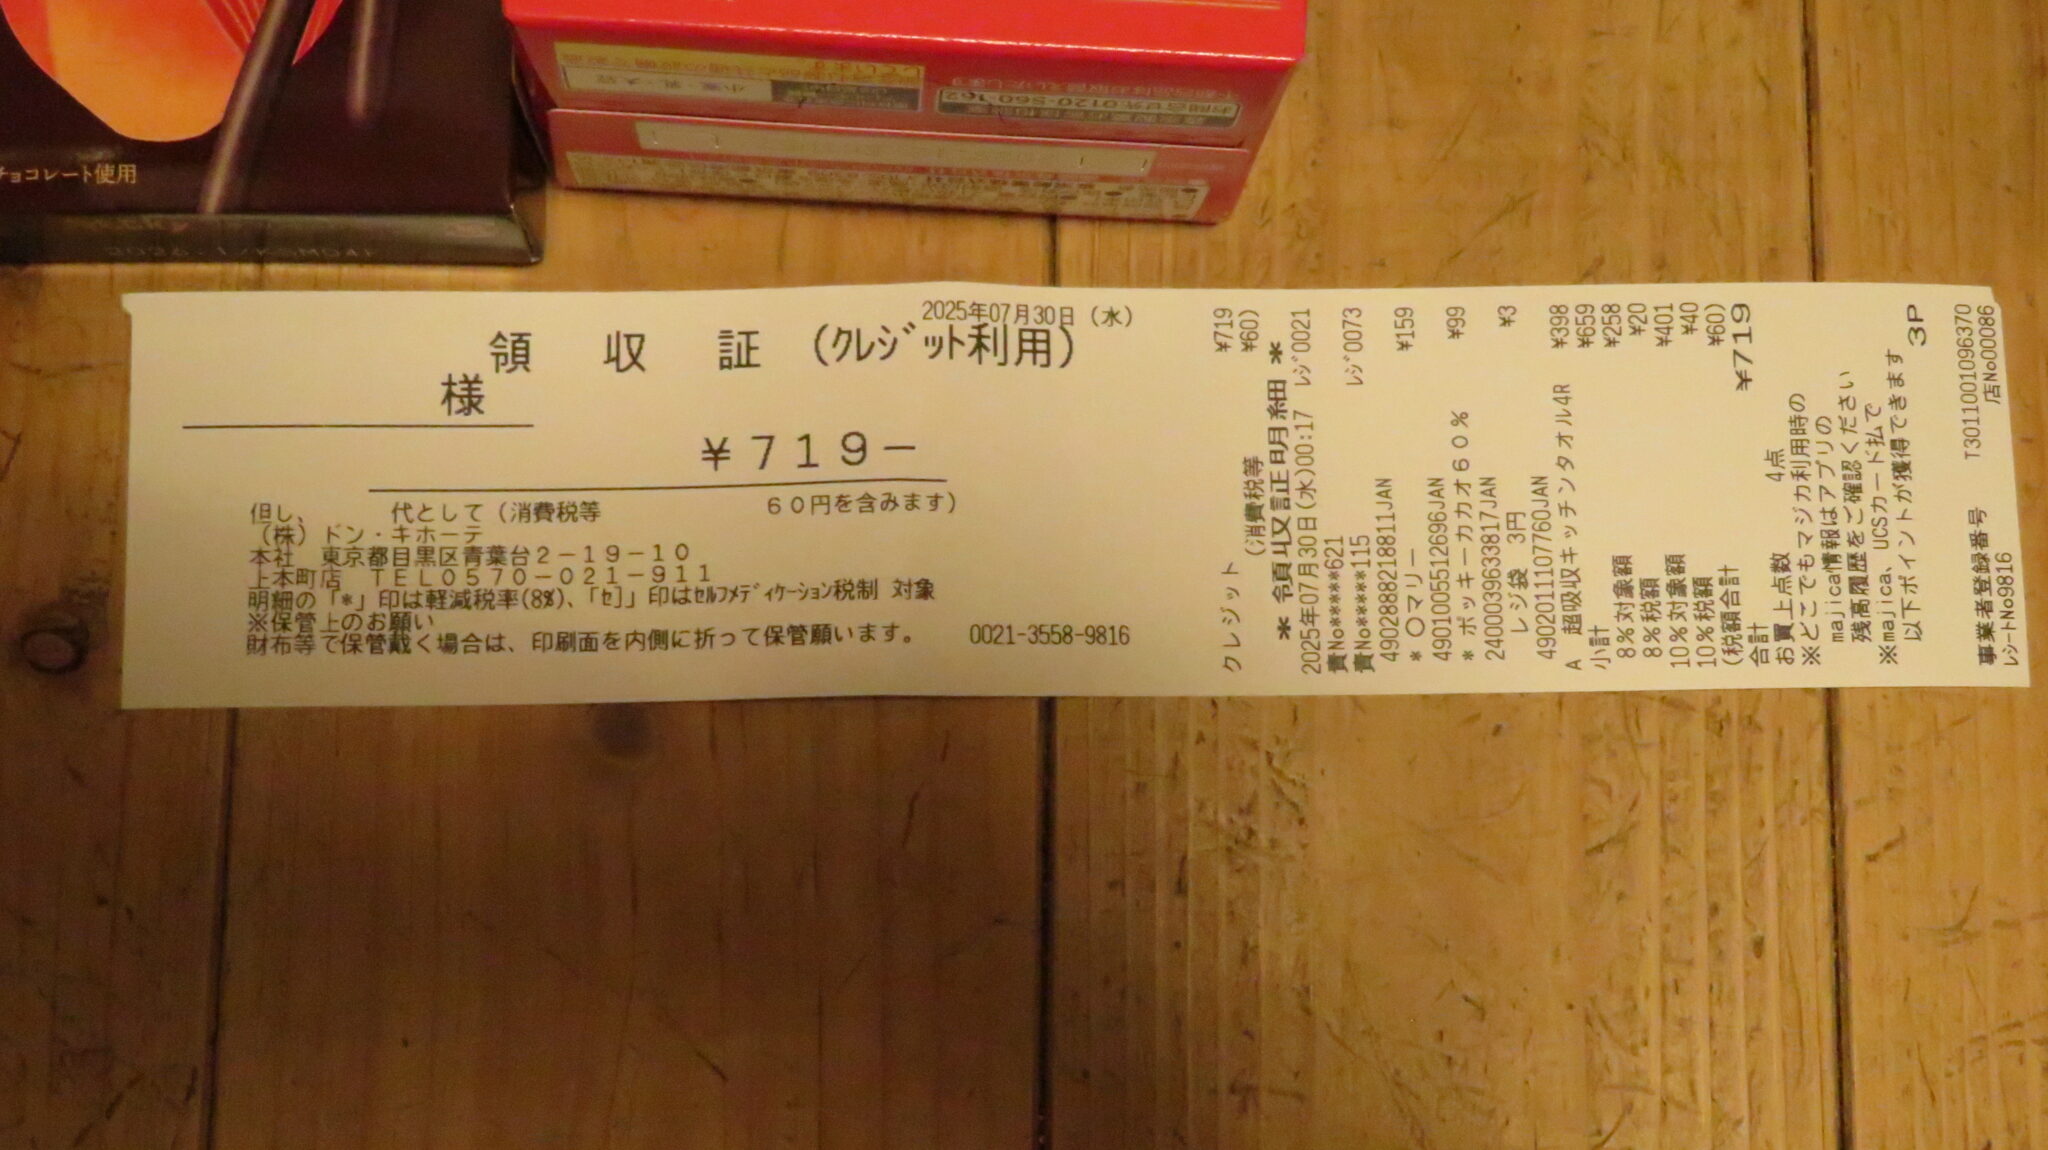 チョコレート使用
お問合せ先 0120-560-162
2025年07月30日（水）
領 収 証 (ｸﾚｼﾞｯﾄ利用)
様
￥７１９－
但し、 代として（消費税等 ６０円を含みます）
（株）ドン・キホーテ
本社 東京都目黒区青葉台２－１９－１０
上本町店 ＴＥＬ０５７０－０２１－９１１
明細の「*」印は軽減税率(8%)、「ｾ]」印はｾﾙﾌﾒﾃﾞｨｹｰｼｮﾝ税制 対象
※保管上のお願い
財布等で保管戴く場合は、印刷面を内側に折って保管願います。 0021-3558-9816
クレジット ¥719
(消費税等 ¥60)
＊ 領収証明細 ＊
2025年07月30日(水)00:17 ﾚｼﾞ0021
責No*****621
責No*****115 ﾚｼﾞ0073
4902888218811JAN
* ○マリー ¥159
4901005512696JAN
* ポッキーカカオ６０％ ¥99
2400039633817JAN
レジ袋 3円 ¥3
4902011107760JAN
A 超吸収キッチンタオル4R ¥398
小計 ¥659
8%対象額 ¥258
8%税額 ¥20
10%対象額 ¥401
10%税額 ¥40
(税額合計 ¥60)
合計 ¥719
お買上点数 4点
※どこでもマジカ利用時の
majica情報はアプリの
残高履歴をご確認ください
※majica、UCSカード払で
以下ポイントが獲得できます
3P
事業者登録番号 T3011001096370
ﾚｼｰﾄNo9816 店No00086